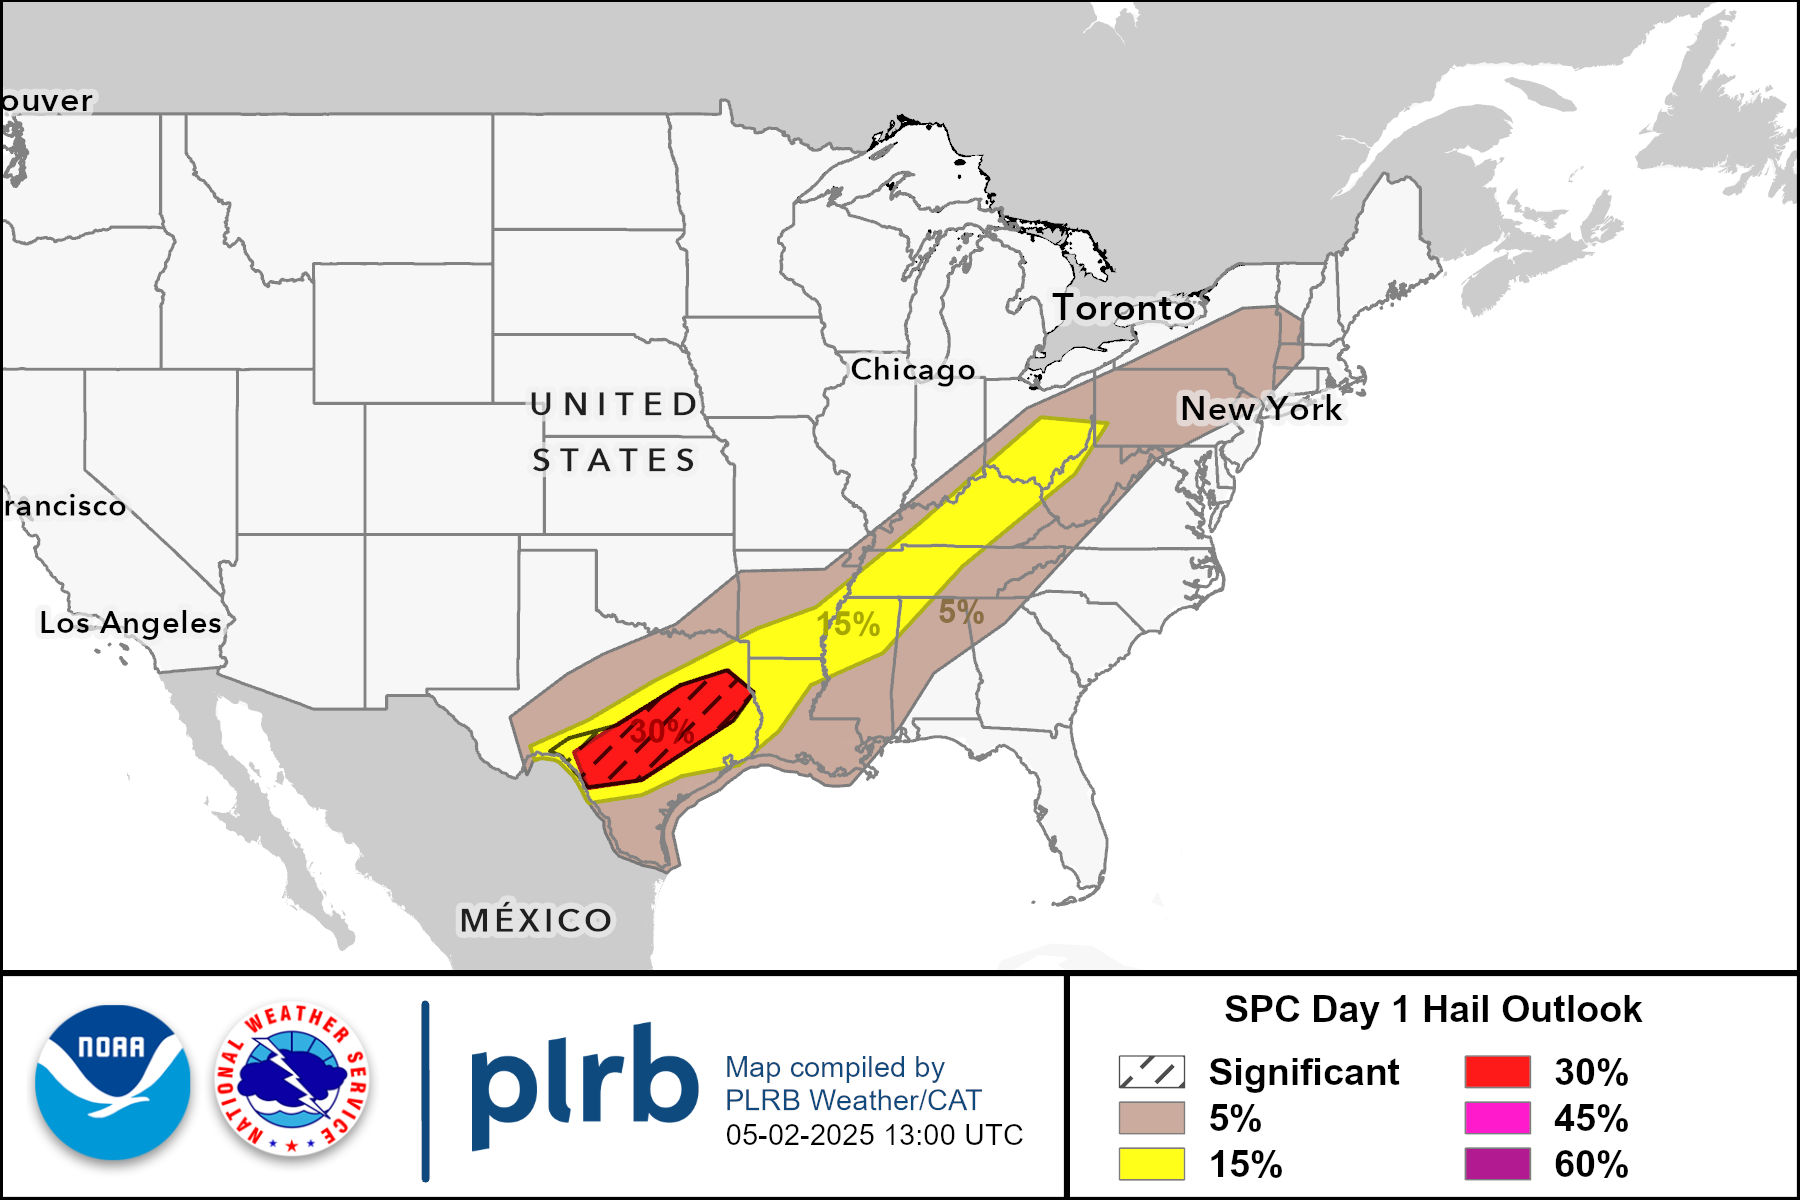 ouver
Toronto
Chicago
UNITED
New York
STATES
rancisco
Los Angeles
15%
5%
30%
MÉXICO
NOAA
NATIONAL WEATHER SERVICE
plrb
Map compiled by
PLRB Weather/CAT
05-02-2025 13:00 UTC
SPC Day 1 Hail Outlook
Significant
5%
15%
30%
45%
60%